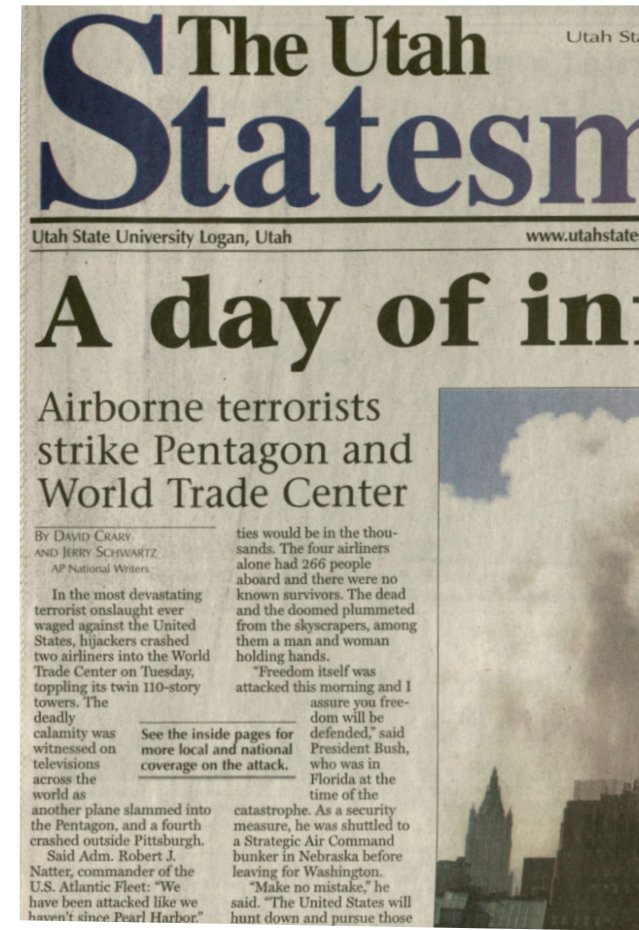 The Utah
Statesm
Utah St
Utah State University Logan, Utah
www.utahstate
A day of in
Airborne terrorists
strike Pentagon and
World Trade Center
BY DAVID CRARY
AND JERRY SCHWARTZ
AP National Writers
In the most devastating
terrorist onslaught ever
waged against the United
States, hijackers crashed
two airliners into the World
Trade Center on Tuesday,
toppling its twin 110-story
towers. The
deadly
calamity was
witnessed on
televisions
across the
world as
another plane slammed into
the Pentagon, and a fourth
crashed outside Pittsburgh.
Said Adm. Robert J.
Natter, commander of the
U.S. Atlantic Fleet: “We
have been attacked like we
haven't since Pearl Harbor.”
See the inside pages for
more local and national
coverage on the attack.
ties would be in the thou-
sands. The four airliners
alone had 266 people
aboard and there were no
known survivors. The dead
and the doomed plummeted
from the skyscrapers, among
them a man and woman
holding hands.
“Freedom itself was
attacked this morning and I
assure you free-
dom will be
defended,” said
President Bush,
who was in
Florida at the
time of the
catastrophe. As a security
measure, he was shuttled to
a Strategic Air Command
bunker in Nebraska before
leaving for Washington.
“Make no mistake,” he
said. “The United States will
hunt down and pursue those